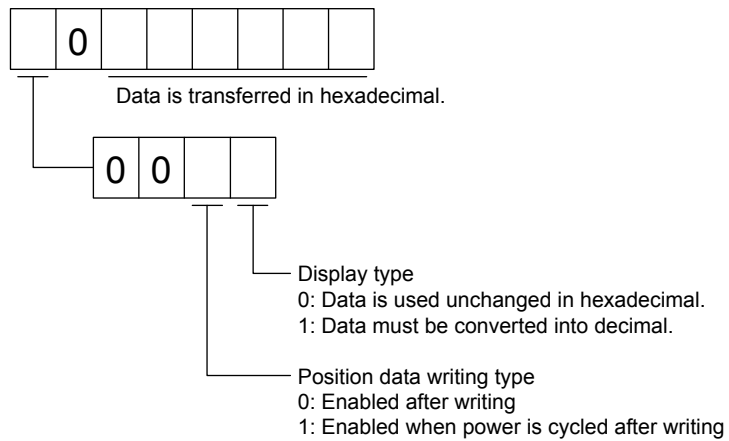 0
Data is transferred in hexadecimal.
0 0
Display type
0: Data is used unchanged in hexadecimal.
1: Data must be converted into decimal.
Position data writing type
0: Enabled after writing
1: Enabled when power is cycled after writing